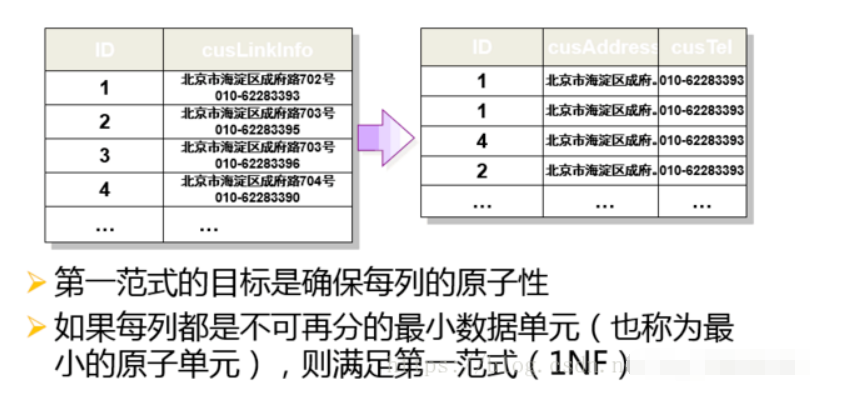 ID cusLinkInfo
1 北京市海淀区成府路702号
010-62283393
2 北京市海淀区成府路703号
010-62283395
3 北京市海淀区成府路703号
010-62283396
4 北京市海淀区成府路704号
010-62283390
... ...
ID cusAddress cusTel
1 北京市海淀区成府. 010-62283393
1 北京市海淀区成府. 010-62283393
4 北京市海淀区成府. 010-62283393
2 北京市海淀区成府. 010-62283393
... ... ...
第一范式的目标是确保每列的原子性
如果每列都是不可再分的最小数据单元（也称为最
小的原子单元），则满足第一范式（1NF）